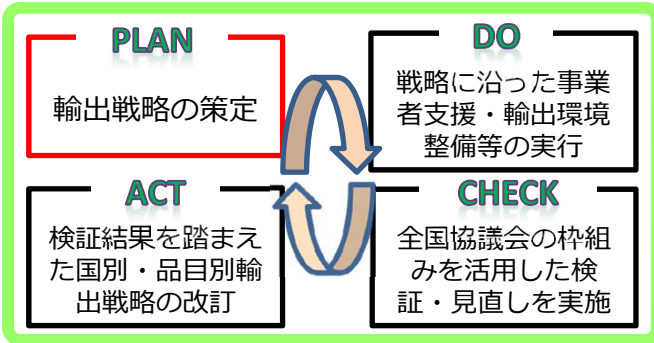 PLAN
輸出戦略の策定
DO
戦略に沿った事業
者支援・輸出環境
整備等の実行
ACT
検証結果を踏まえ
た国別・品目別輸
出戦略の改訂
CHECK
全国協議会の枠組
みを活用した検
証・見直しを実施